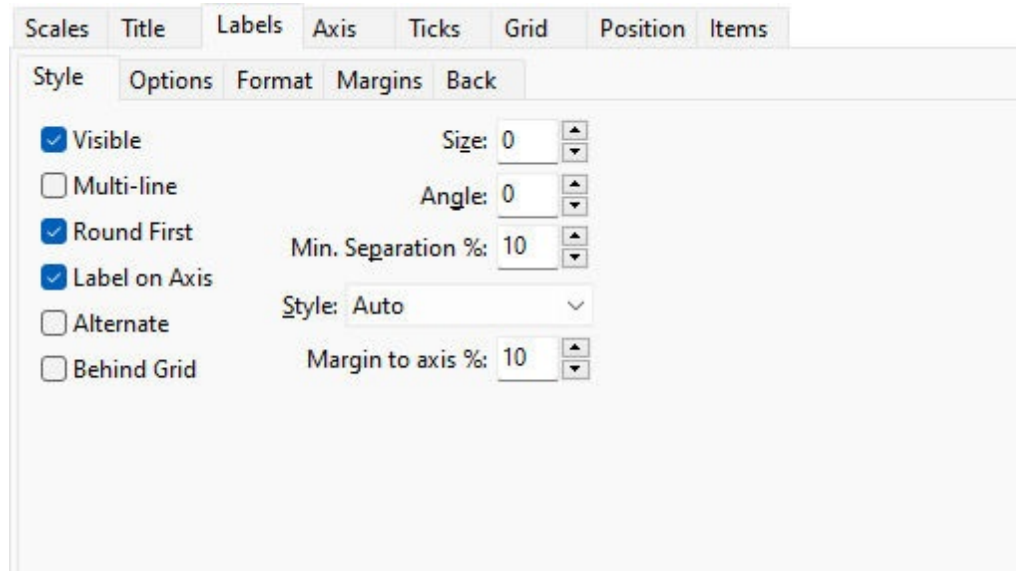 Scales Title Labels Axis Ticks Grid Position Items
Style Options Format Margins Back
Visible Size: 0
Multi-line Angle: 0
Round First Min. Separation %: 10
Label on Axis Style: Auto
Alternate
Behind Grid Margin to axis %: 10